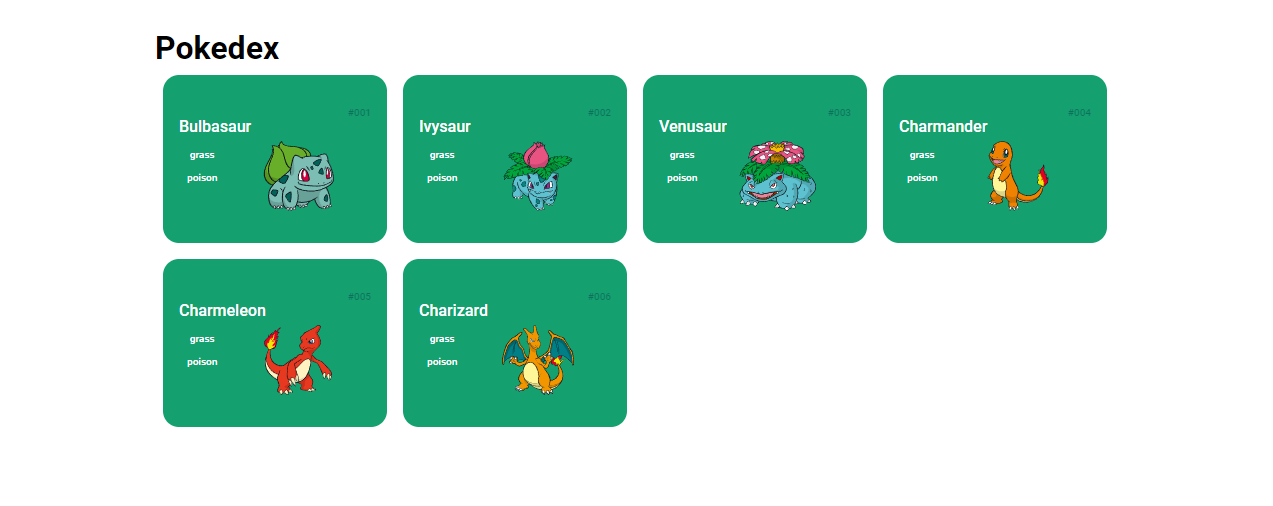 Pokedex
#001
Bulbasaur
grass
poison
#002
Ivysaur
grass
poison
#003
Venusaur
grass
poison
#004
Charmander
grass
poison
#005
Charmeleon
grass
poison
#006
Charizard
grass
poison